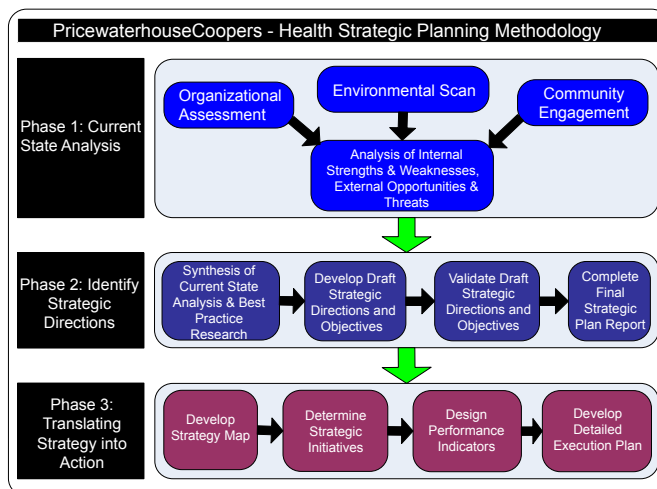 PricewaterhouseCoopers - Health Strategic Planning Methodology
Phase 1: Current
State Analysis
Organizational
Assessment
Environmental Scan
Community
Engagement
Analysis of Internal
Strengths & Weaknesses,
External Opportunities &
Threats
Phase 2: Identify
Strategic
Directions
Synthesis of
Current State
Analysis & Best
Practice
Research
Develop Draft
Strategic
Directions and
Objectives
Validate Draft
Strategic
Directions and
Objectives
Complete
Final
Strategic
Plan Report
Phase 3:
Translating
Strategy into
Action
Develop
Strategy Map
Determine
Strategic
Initiatives
Design
Performance
Indicators
Develop
Detailed
Execution Plan